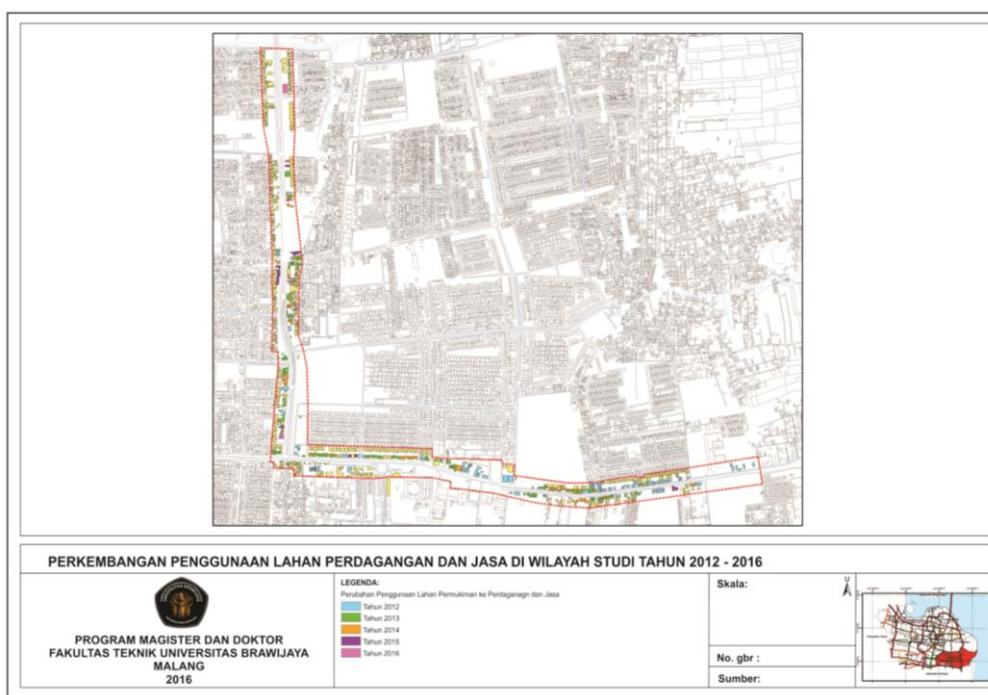 PERKEMBANGAN PENGGUNAAN LAHAN PERDAGANGAN DAN JASA DI WILAYAH STUDI TAHUN 2012 - 2016
PROGRAM MAGISTER DAN DOKTOR
FAKULTAS TEKNIK UNIVERSITAS BRAWIJAYA
MALANG
2016
LEGENDA:
Perubahan Penggunaan Lahan Permukiman ke Perdaganagn dan Jasa
Tahun 2012
Tahun 2013
Tahun 2014
Tahun 2015
Tahun 2016
Skala:
U
No. gbr :
Sumber: